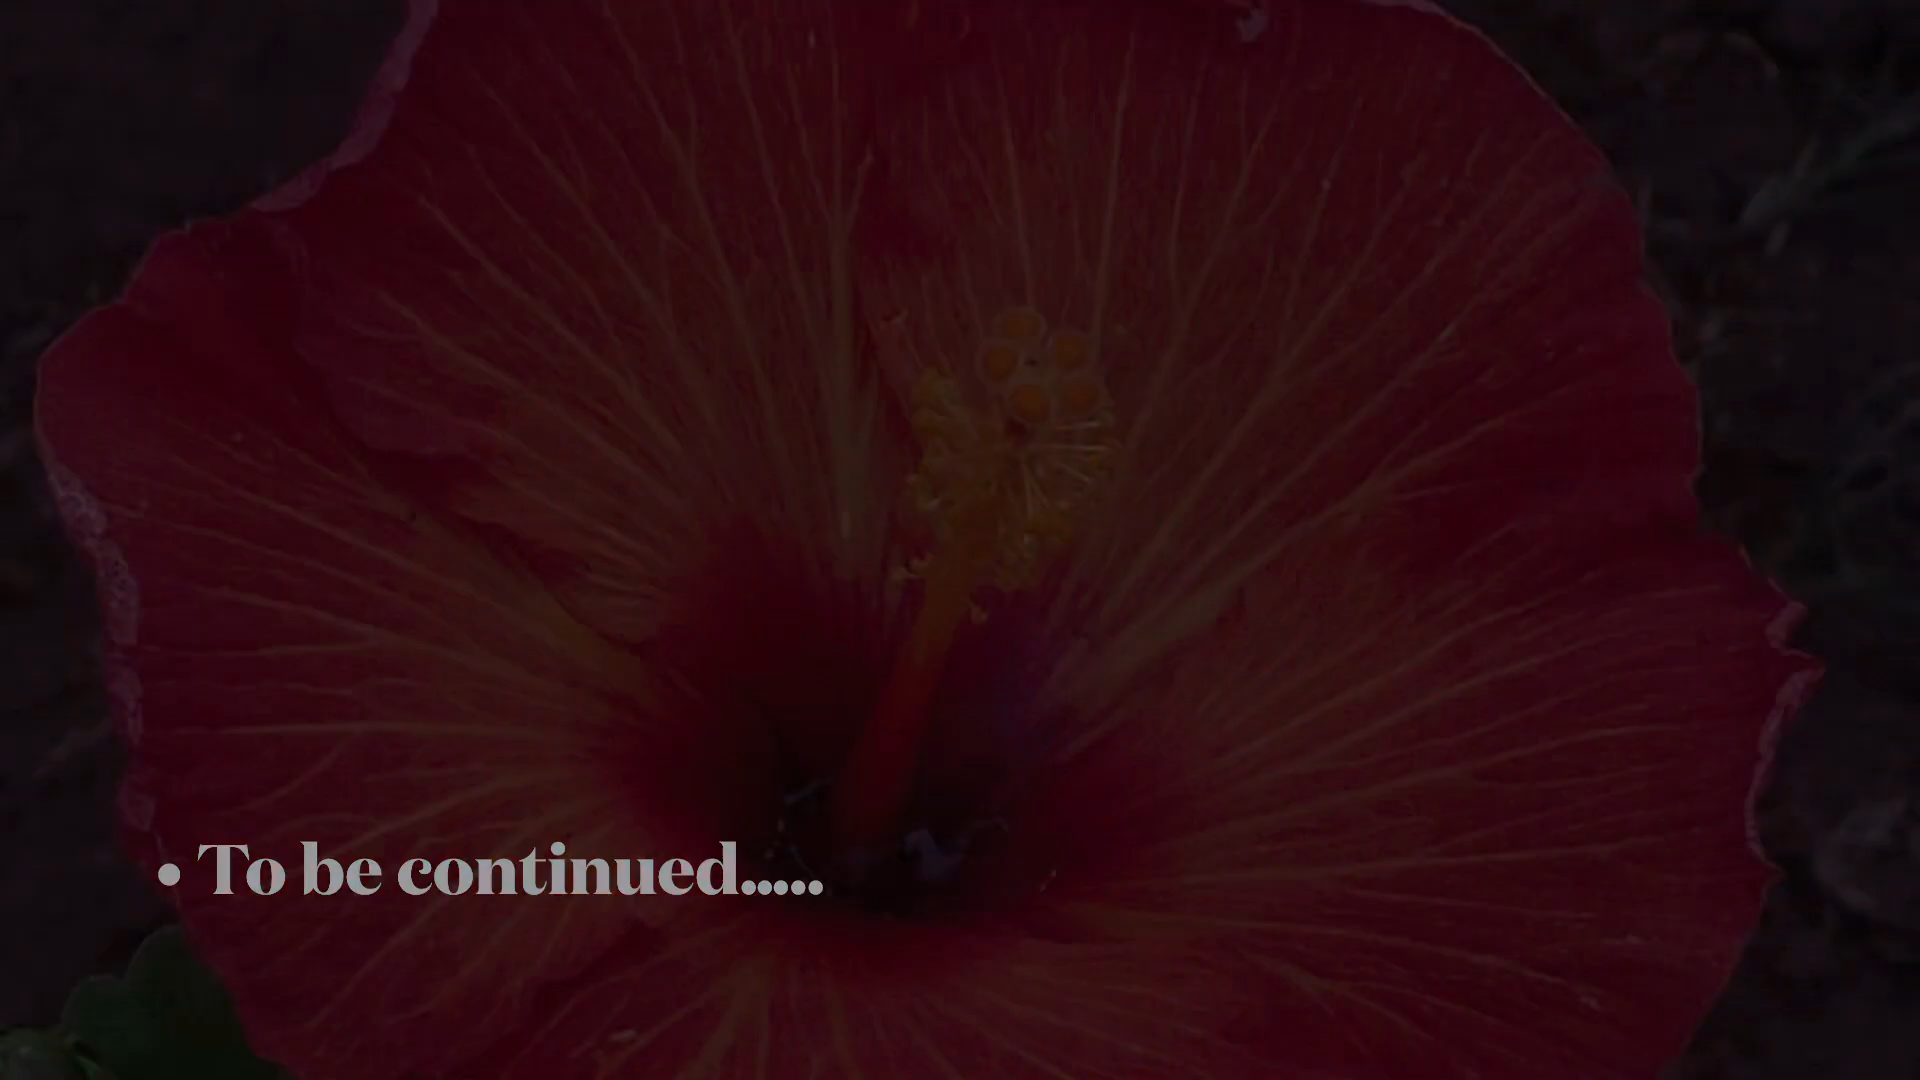 • To be continued.....